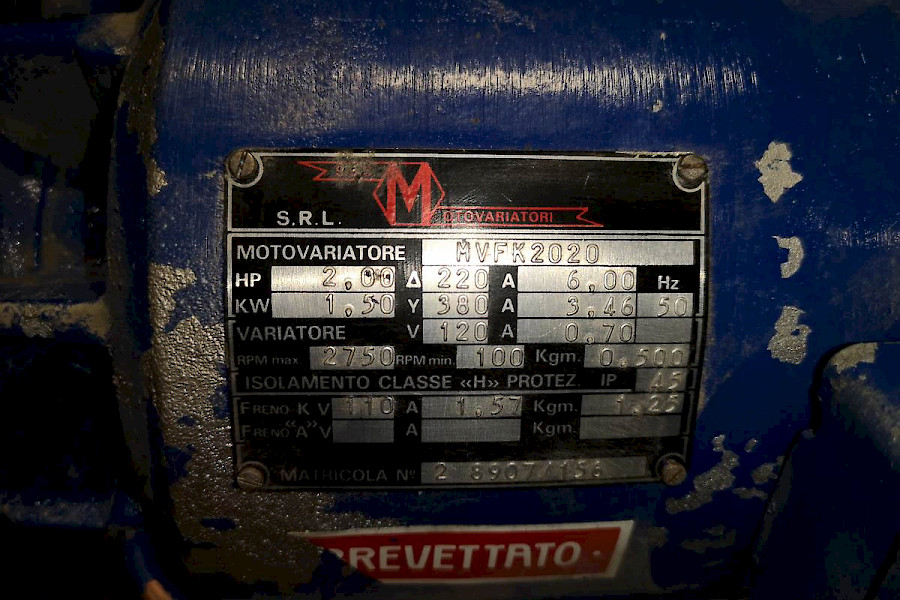 S.R.L. M OTOVARIATORI
MOTOVARIATORE MVFK2020
HP 2,00 Δ 220 A 6,00 Hz
KW 1,50 Y 380 A 3,46 50
VARIATORE V 120 A 0,70
RPM max. 2750 RPM min. 100 Kgm. 0,500
ISOLAMENTO CLASSE «H» PROTEZ. IP 45
FRENO K V 110 A 1,57 Kgm. 1,25
FRENO "A" V A Kgm.
MATRICOLA Nº 2 8907/156
BREVETTATO